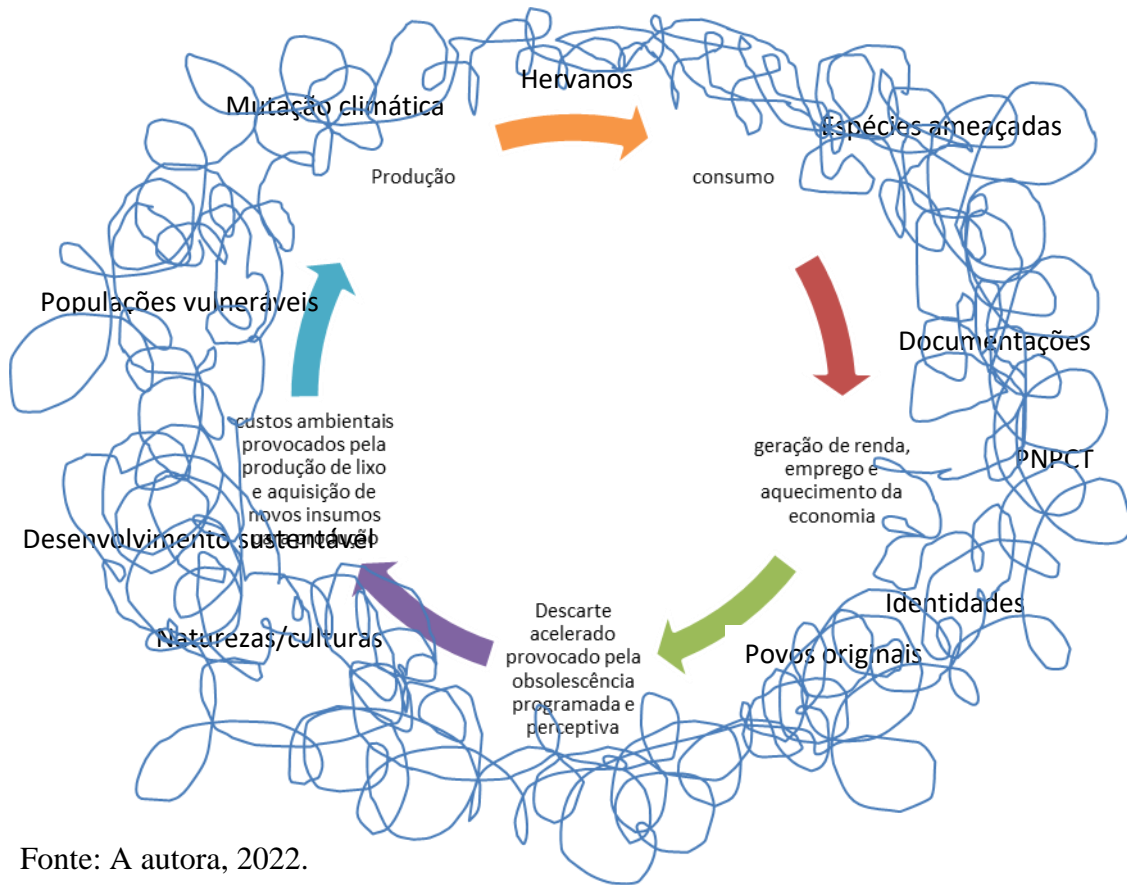 Hervanos
Mutação climática
Espécies ameaçadas
Produção
consumo
Populações vulneráveis
Documentações
custos ambientais
provocados pela
produção de lixo
e aquisição de
novos insumos
para produção
geração de renda,
emprego e
aquecimento da
economia
PNPCT
Desenvolvimento sustentável
Identidades
Descarte
acelerado
provocado pela
obsolescência
programada e
perceptiva
Naturezas/culturas
Povos originais
Fonte: A autora, 2022.